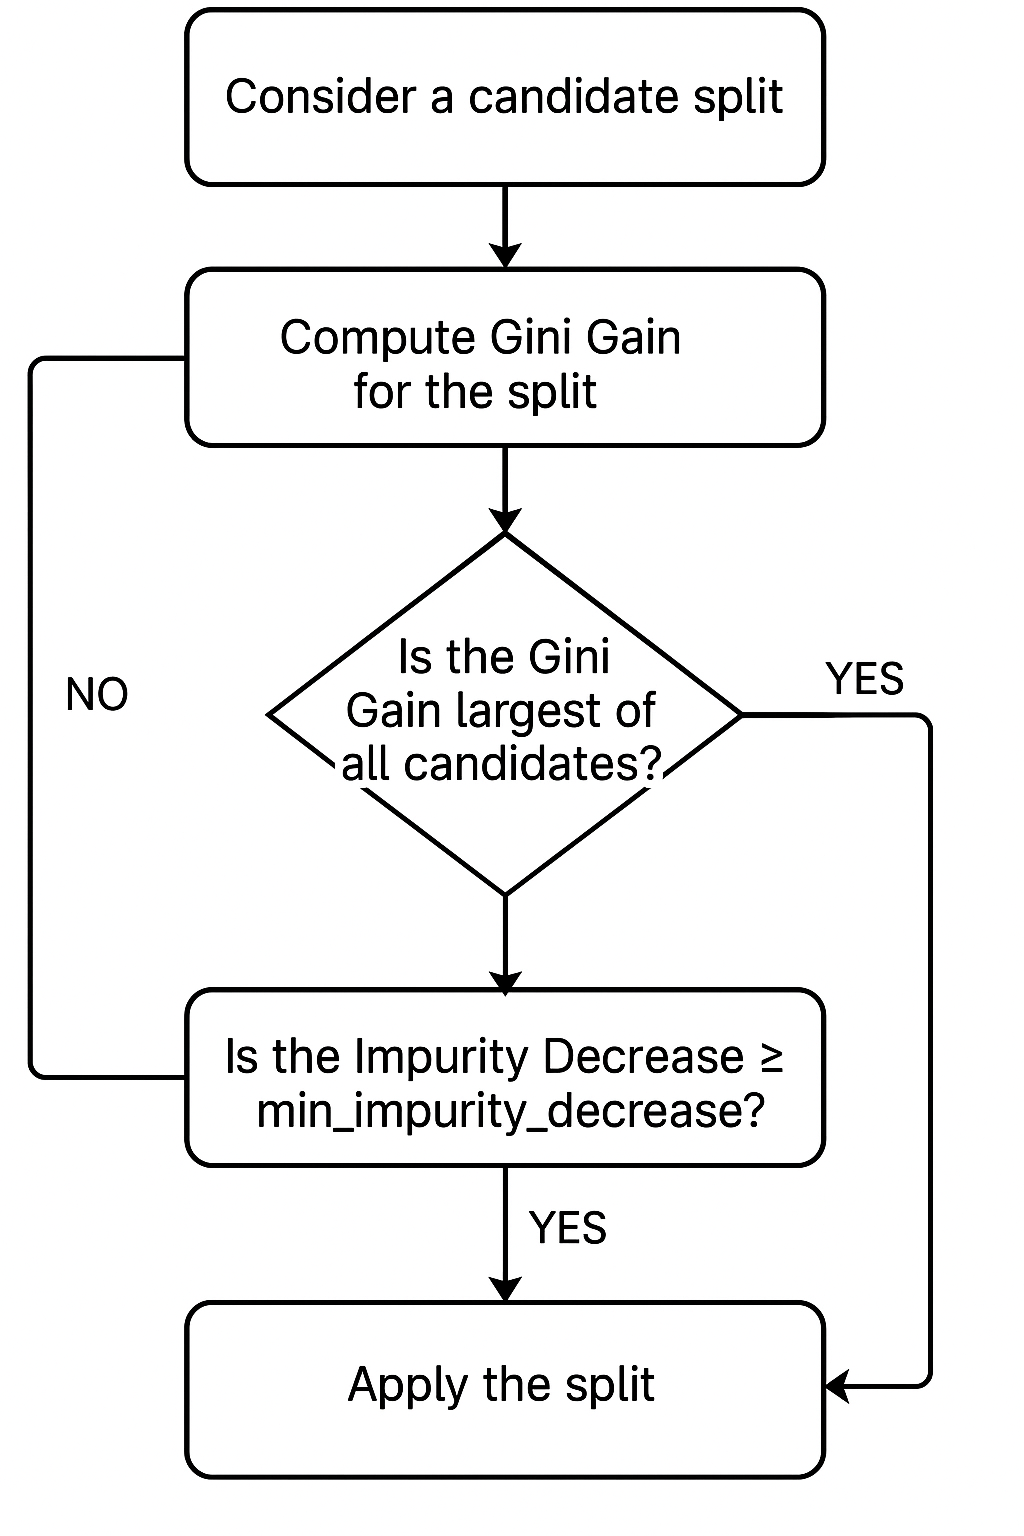 Consider a candidate split
Compute Gini Gain
for the split
Is the Gini
Gain largest of
all candidates?
YES
NO
Is the Impurity Decrease ≥
min_impurity_decrease?
YES
Apply the split